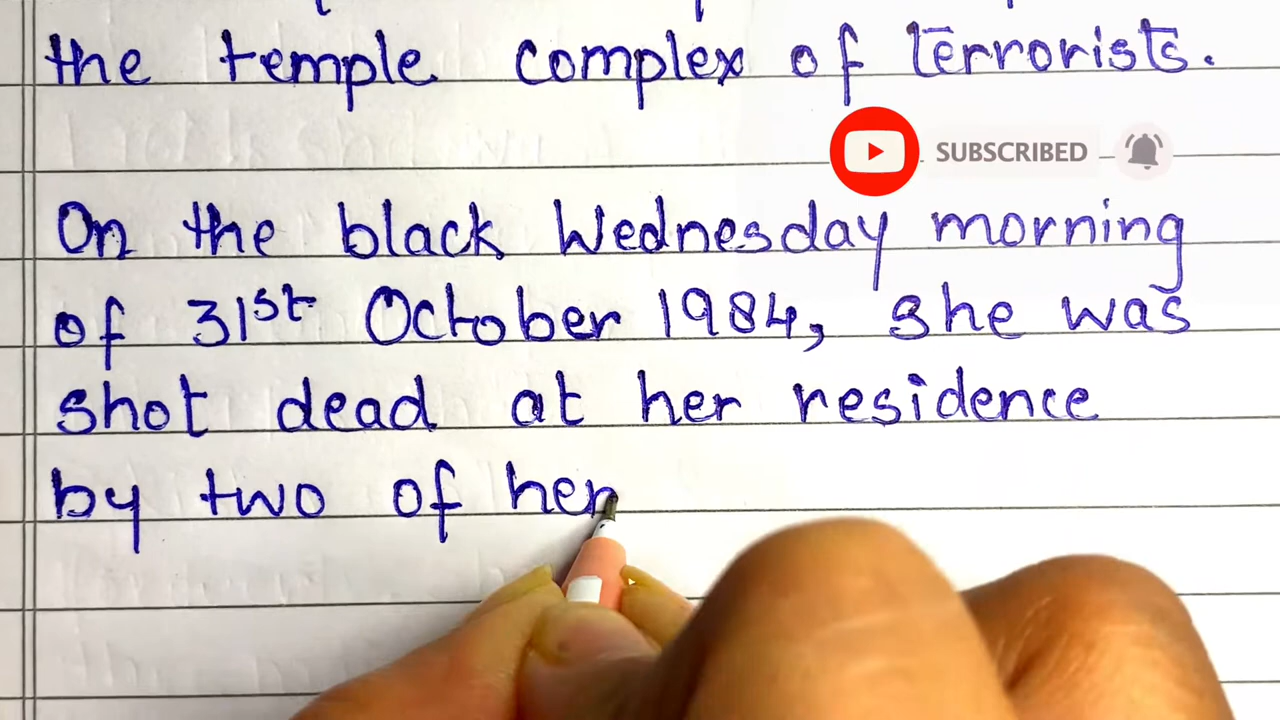 the temple complex of terrorists.
SUBSCRIBED
On the black Wednesday morning
of 31st October 1984, she was
shot dead at her residence
by two of her